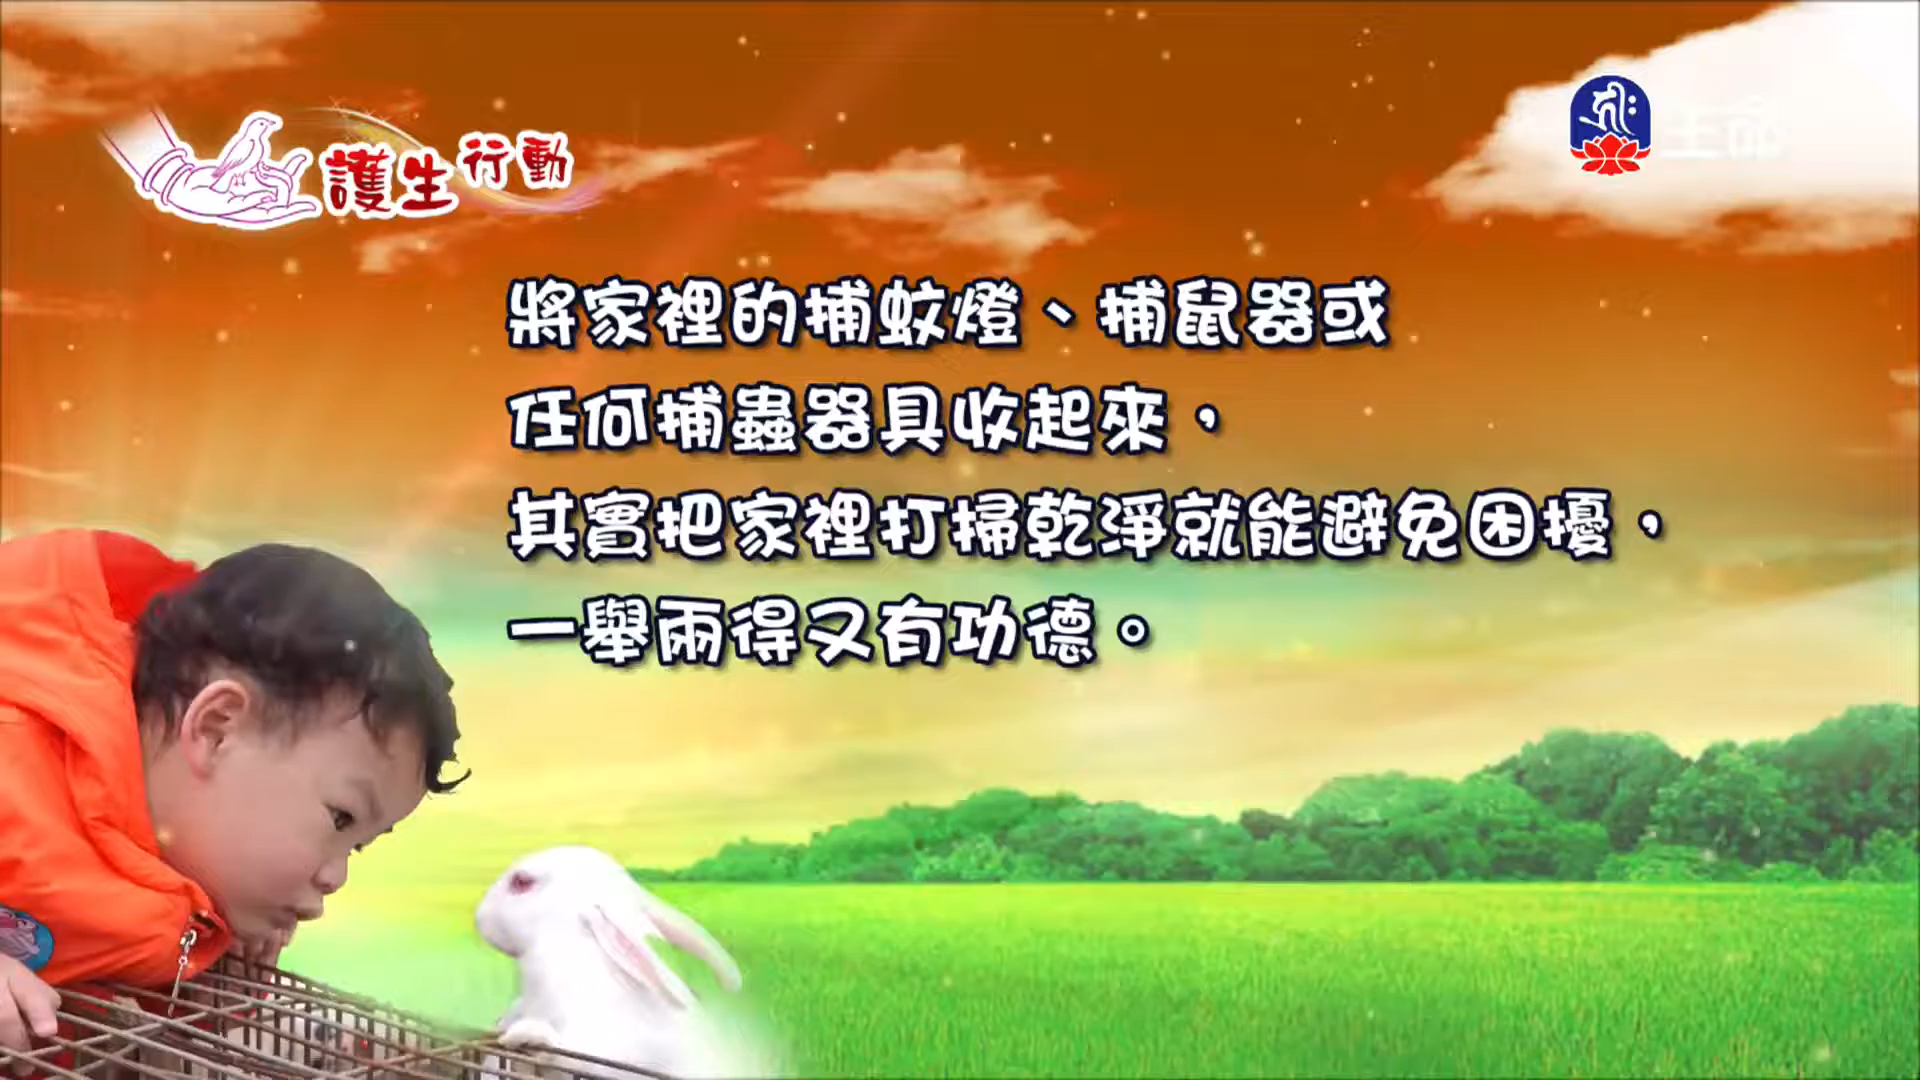 護生行動
生命
將家裡的捕蚊燈、捕鼠器或
任何捕蟲器具收起來，
其實把家裡打掃乾淨就能避免困擾，
一舉兩得又有功德。